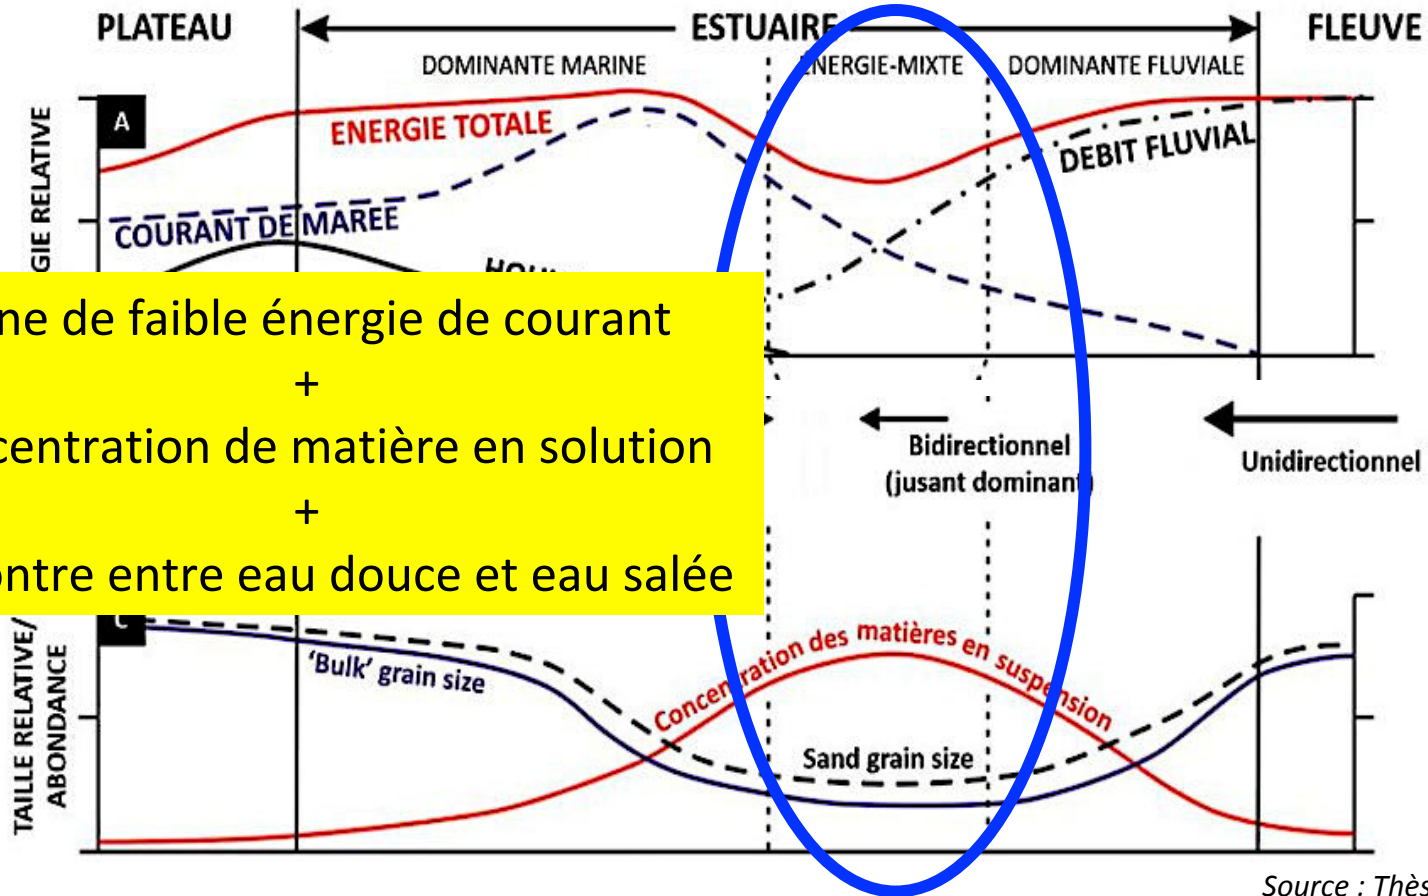 PLATEAU
ESTUAIRE
FLEUVE
DOMINANTE MARINE
ÉNERGIE-MIXTE
DOMINANTE FLUVIALE
A
ENERGIE TOTALE
DEBIT FLUVIAL
GIE RELATIVE
COURANT DE MAREE
ne de faible énergie de courant
+
centration de matière en solution
+
ontre entre eau douce et eau salée
Bidirectionnel
(jusant dominant)
Unidirectionnel
C
TAILLE RELATIVE/
ABONDANCE
'Bulk' grain size
Concentration des matières en suspension
Sand grain size
Source : Thès